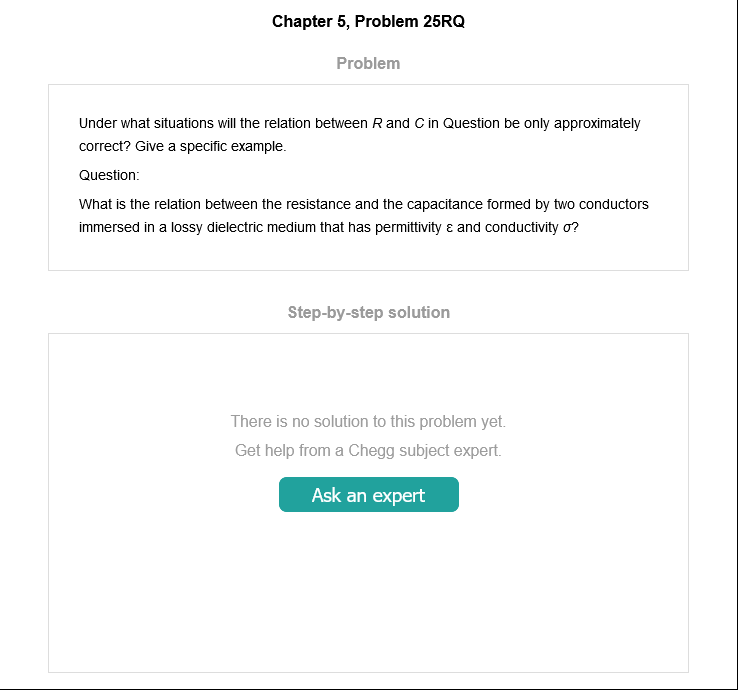 Chapter 5, Problem 25RQ
Problem
Under what situations will the relation between R and C in Question be only approximately
correct? Give a specific example.
Question:
What is the relation between the resistance and the capacitance formed by two conductors
immersed in a lossy dielectric medium that has permittivity ε and conductivity σ?
Step-by-step solution
There is no solution to this problem yet.
Get help from a Chegg subject expert.
Ask an expert